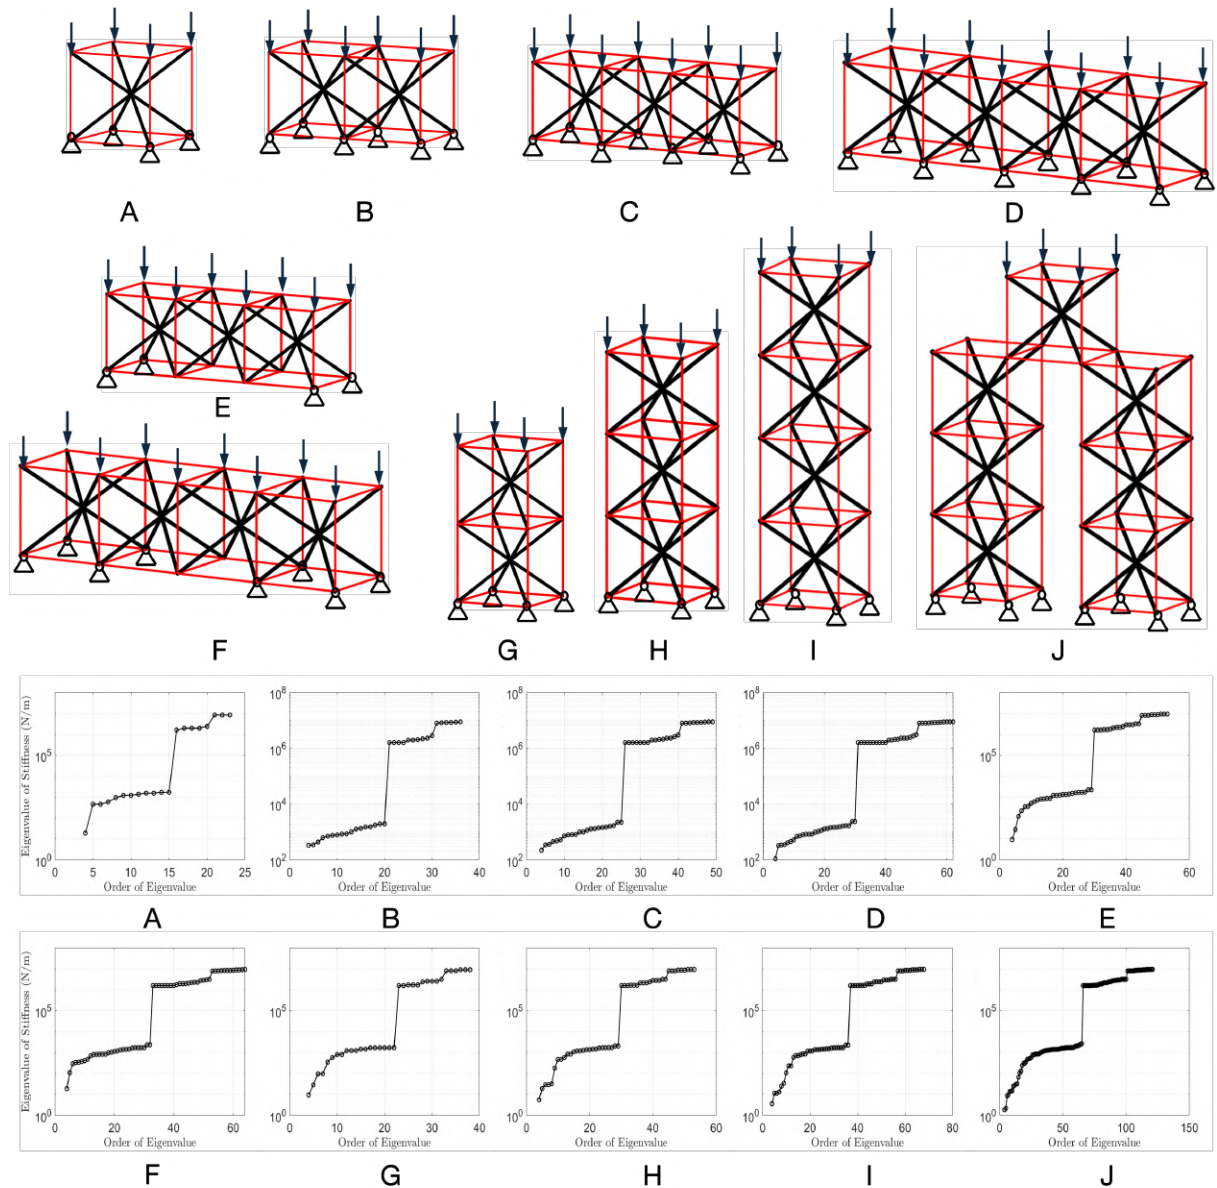 A B C D
E
F G H I J
Eigenvalue of Stiffness (N/m)
10^5
10^0
0 5 10 15 20 25
Order of Eigenvalue
10^8
10^6
10^4
10^2
0 10 20 30 40
Order of Eigenvalue
10^8
10^6
10^4
10^2
0 10 20 30 40 50
Order of Eigenvalue
10^8
10^6
10^4
10^2
0 20 40 60
Order of Eigenvalue
10^5
10^0
0 20 40 60
Order of Eigenvalue
A B C D E
Eigenvalue of Stiffness (N/m)
10^5
10^0
0 20 40 60
Order of Eigenvalue
10^5
10^0
0 10 20 30 40
Order of Eigenvalue
10^5
10^0
0 20 40 60
Order of Eigenvalue
10^5
10^0
0 20 40 60 80
Order of Eigenvalue
10^5
10^0
0 50 100 150
Order of Eigenvalue
F G H I J